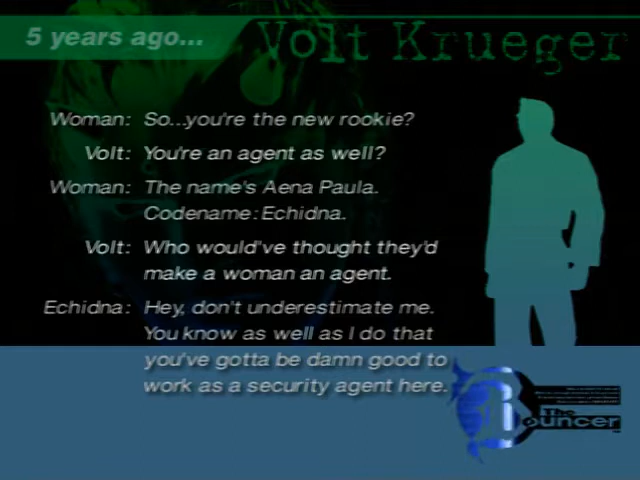 5 years ago...
Volt Krueger
Woman: So...you're the new rookie?
Volt: You're an agent as well?
Woman: The name's Aena Paula.
Codename:Echidna.
Volt: Who would've thought they'd
make a woman an agent.
Echidna: Hey, don't underestimate me.
You know as well as I do that
you've gotta be damn good to
work as a security agent here.
The
Bouncer